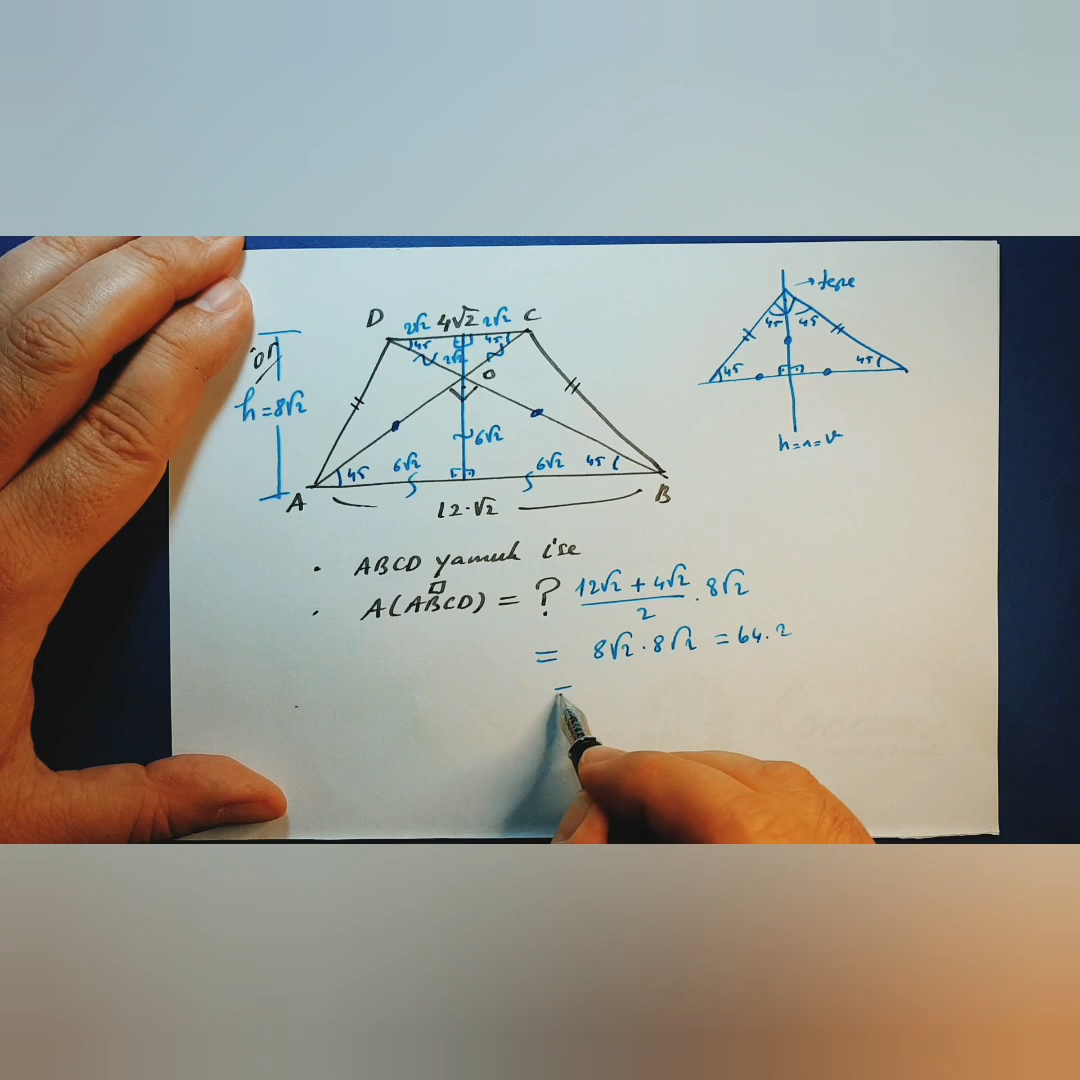 → tepe
45 45
45 45
h=n=v
D 2√2 4√2 2√2 C
45 2√2 45
O
h = 8√2
6√2
45 6√2 6√2 45
A 12·√2 B
• ABCD yamuk ise
• A(ABCD) = ? 12√2 + 4√2 / 2 . 8√2
= 8√2 . 8√2 = 64.2